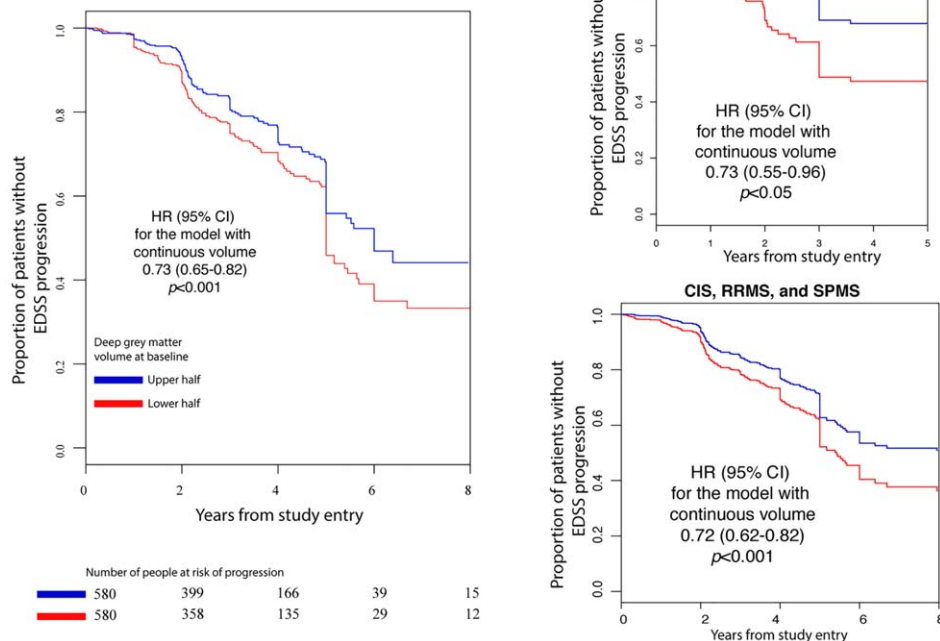 Proportion of patients without
EDSS progression
1.0
0.8
0.6
0.4
0.2
0.0
HR (95% CI)
for the model with
continuous volume
0.73 (0.65-0.82)
p<0.001
Deep grey matter
volume at baseline
Upper half
Lower half
0 2 4 6 8
Years from study entry
Number of people at risk of progression
580 399 166 39 15
580 358 135 29 12
Proportion of patients withou
EDSS progression
0.6
0.4
0.2
0.0
HR (95% CI)
for the model with
continuous volume
0.73 (0.55-0.96)
p<0.05
0 1 2 3 4 5
Years from study entry
CIS, RRMS, and SPMS
Proportion of patients without
EDSS progression
1.0
0.8
0.6
0.4
0.2
0.0
HR (95% CI)
for the model with
continuous volume
0.72 (0.62-0.82)
p<0.001
0 2 4 6 8
Years from study entry